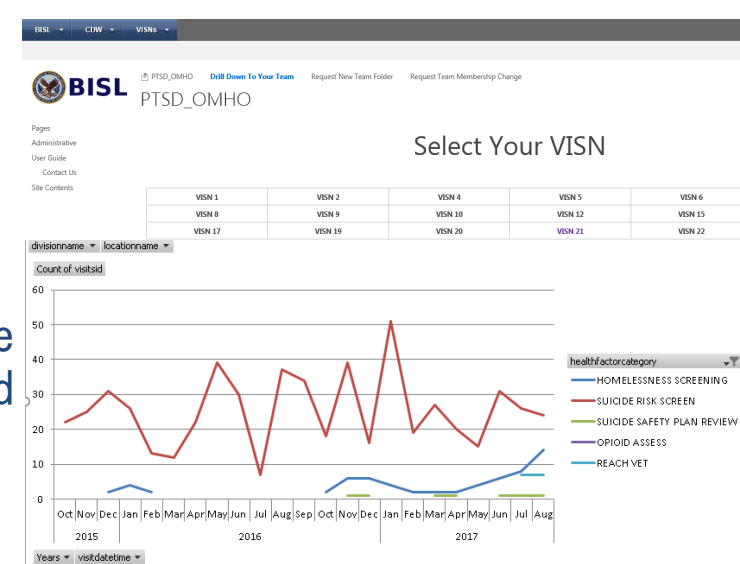 BISL CDW VISNs
BISL
PTSD_OMHO Drill Down To Your Team Request New Team Folder Request Team Membership Change
PTSD_OMHO
Pages
Administrative
User Guide
Contact Us
Site Contents
Select Your VISN
VISN 1 VISN 2 VISN 4 VISN 5 VISN 6
VISN 8 VISN 9 VISN 10 VISN 12 VISN 15
VISN 17 VISN 19 VISN 20 VISN 21 VISN 22
divisionname locationname
Count of visitsid
60
50
40
30
20
10
0
Oct Nov Dec Jan Feb Mar Apr May Jun Jul Aug Sep Oct Nov Dec Jan Feb Mar Apr May Jun Jul Aug
2015 2016 2017
Years visitdatetime
healthfactorcategory
HOMELESSNESS SCREENING
SUICIDE RISK SCREEN
SUICIDE SAFETY PLAN REVIEW
OPIOID ASSESS
REACH VET